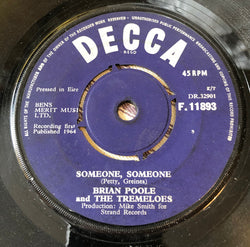 DECCA
45 RPM
Pressed in Eire
R/F
DR.32901
BENS
MERIT MUSIC
LTD.
F.11893
Recording first
Published 1964
SOMEONE, SOMEONE
(Petty, Greines)
BRIAN POOLE
and THE TREMELOES
Production: Mike Smith for
Strand Records